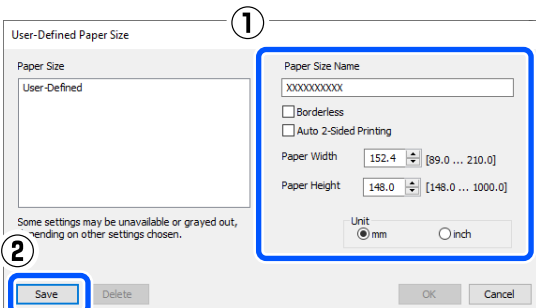 1
User-Defined Paper Size
Paper Size
User-Defined
Some settings may be unavailable or grayed out,
depending on other settings chosen.
2
Save
Delete
Paper Size Name
XXXXXXXXXX
Borderless
Auto 2-Sided Printing
Paper Width 152.4 [89.0 ... 210.0]
Paper Height 148.0 [148.0 ... 1000.0]
Unit
mm inch
OK Cancel